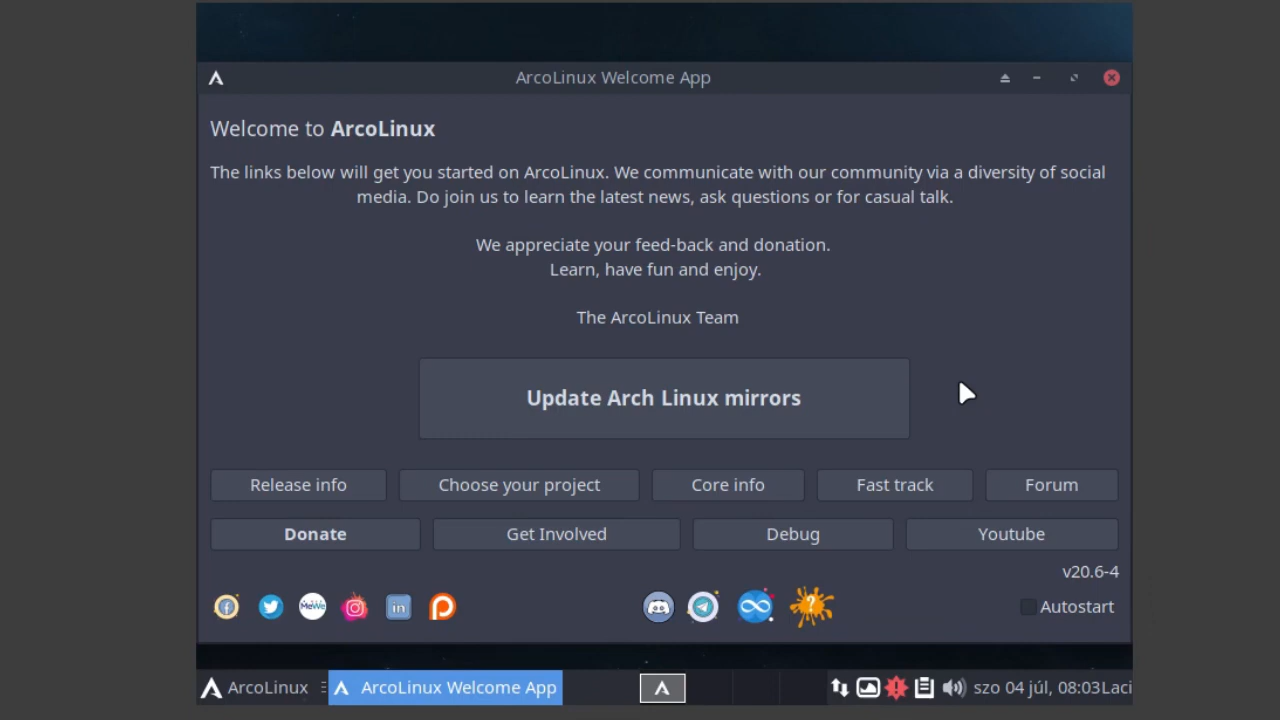 ArcoLinux Welcome App
Welcome to ArcoLinux
The links below will get you started on ArcoLinux. We communicate with our community via a diversity of social
media. Do join us to learn the latest news, ask questions or for casual talk.
We appreciate your feed-back and donation.
Learn, have fun and enjoy.
The ArcoLinux Team
Update Arch Linux mirrors
Release info Choose your project Core info Fast track Forum
Donate Get Involved Debug Youtube
v20.6-4
MeWe in ? Autostart
ArcoLinux ArcoLinux Welcome App szo 04 júl, 08:03Laci